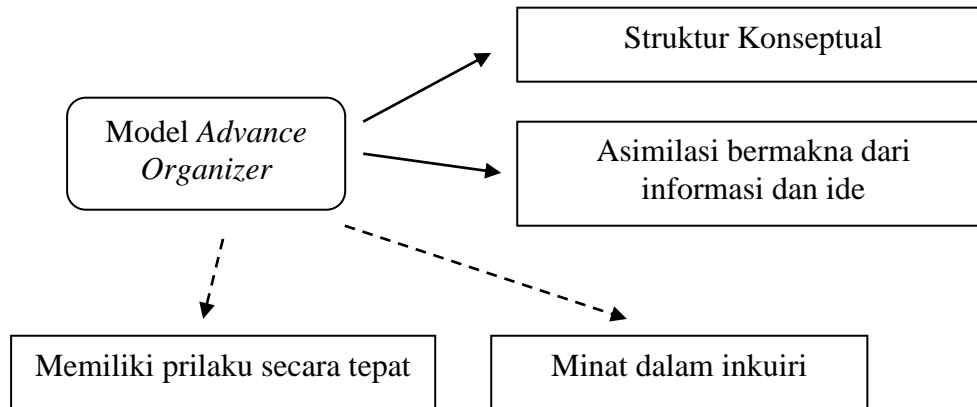 Struktur Konseptual
Model Advance
Organizer
Asimilasi bermakna dari
informasi dan ide
Memiliki prilaku secara tepat
Minat dalam inkuiri